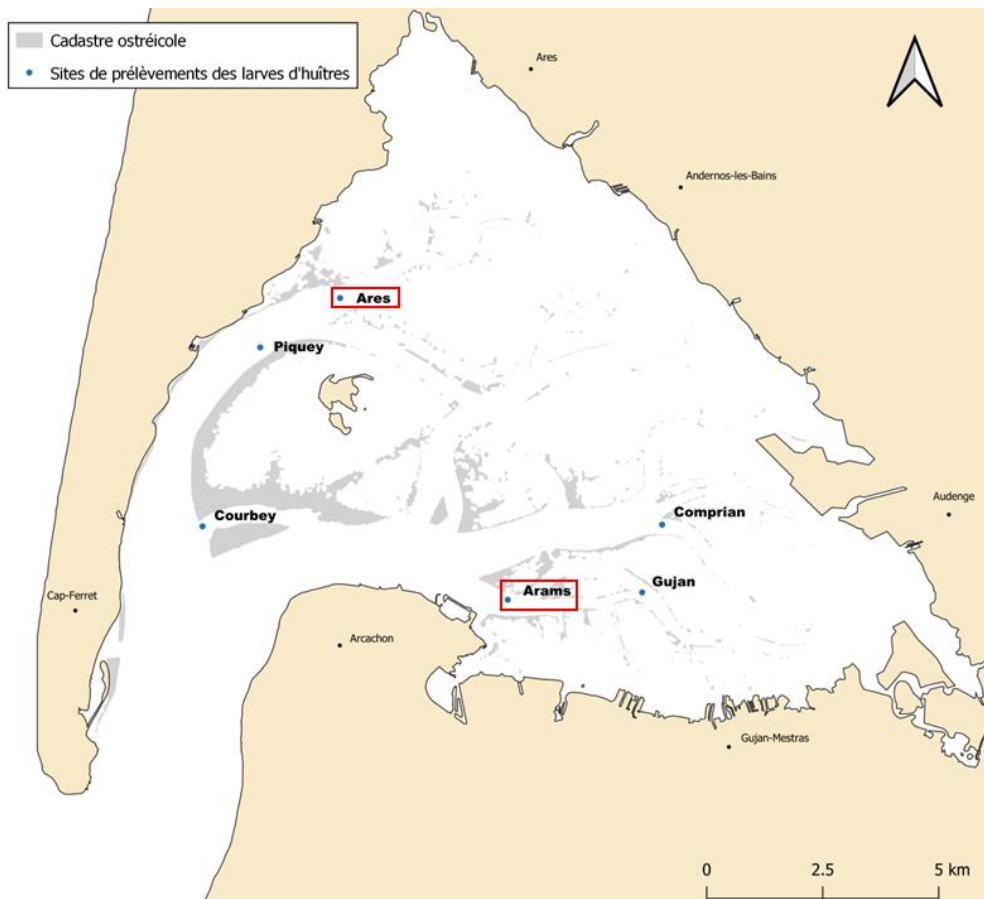 Cadastre ostréicole
Sites de prélèvements des larves d'huîtres
Ares
Andernos-les-Bains
Ares
Piquey
Courbey
Comprian
Audenge
Gujan
Arams
Cap-Ferret
Arcachon
Gujan-Mestras
0 2.5 5 km